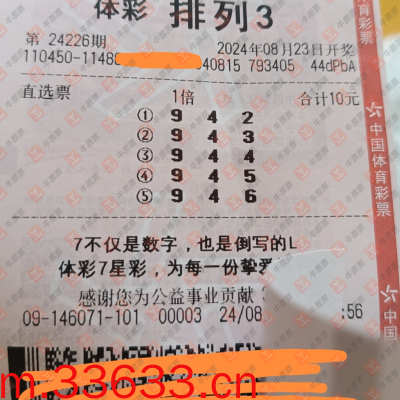 体彩 排列3
第 24226期 2024年08月23日开奖
110450-11489 40815 793405 44dPbA
直选票 1倍 合计10元
① 9 4 2
② 9 4 3
③ 9 4 4
④ 9 4 5
⑤ 9 4 6
7不仅是数字，也是倒写的L
体彩7星彩，为每一份挚爱
感谢您为公益事业贡献
09-146071-101 00003 24/08 :56
中国体育彩票
中国体育彩票
中国
m.33633.cn